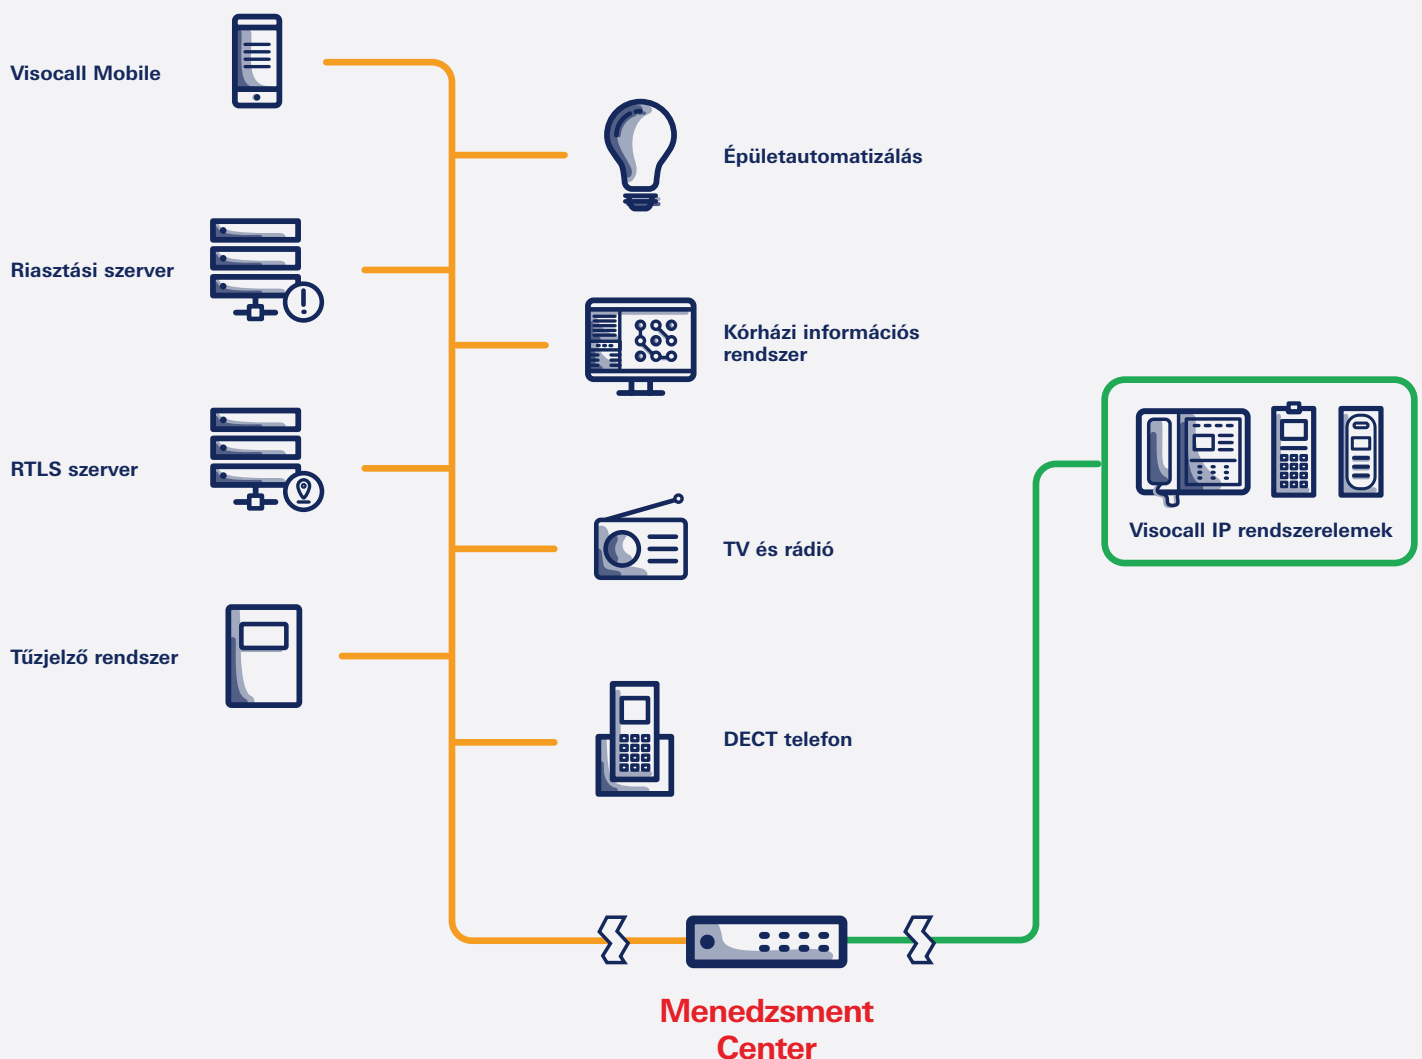 Visocall Mobile
Épületautomatizálás
Riasztási szerver
Kórházi információs
rendszer
RTLS szerver
Visocall IP rendszerelemek
TV és rádió
Tűzjelző rendszer
DECT telefon
Menedzsment
Center